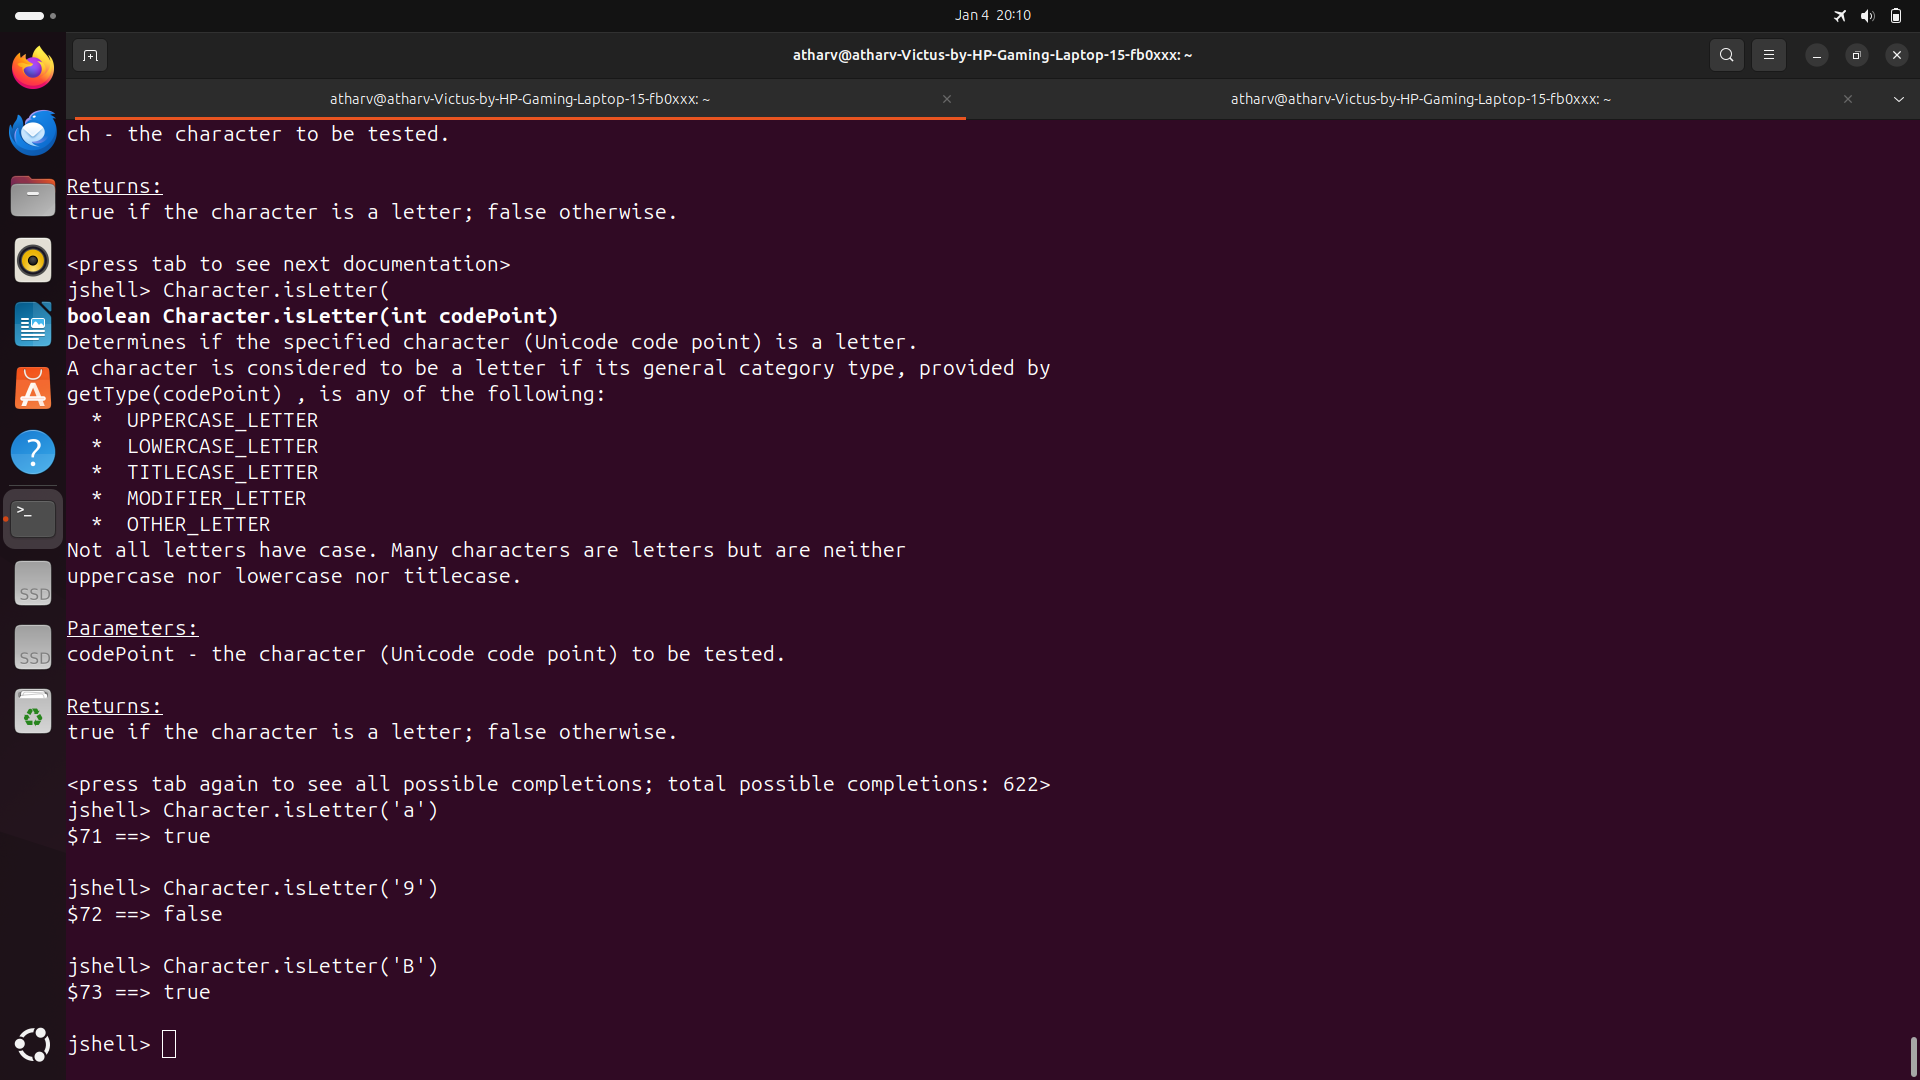 Jan 4 20:10
atharv@atharv-Victus-by-HP-Gaming-Laptop-15-fb0xxx: ~
atharv@atharv-Victus-by-HP-Gaming-Laptop-15-fb0xxx: ~
atharv@atharv-Victus-by-HP-Gaming-Laptop-15-fb0xxx: ~
ch - the character to be tested.
Returns:
true if the character is a letter; false otherwise.
<press tab to see next documentation>
jshell> Character.isLetter(
boolean Character.isLetter(int codePoint)
Determines if the specified character (Unicode code point) is a letter.
A character is considered to be a letter if its general category type, provided by
getType(codePoint) , is any of the following:
* UPPERCASE_LETTER
* LOWERCASE_LETTER
* TITLECASE_LETTER
* MODIFIER_LETTER
* OTHER_LETTER
Not all letters have case. Many characters are letters but are neither
uppercase nor lowercase nor titlecase.
Parameters:
codePoint - the character (Unicode code point) to be tested.
Returns:
true if the character is a letter; false otherwise.
<press tab again to see all possible completions; total possible completions: 622>
jshell> Character.isLetter('a')
$71 ==> true
jshell> Character.isLetter('9')
$72 ==> false
jshell> Character.isLetter('B')
$73 ==> true
jshell>
SSD
SSD